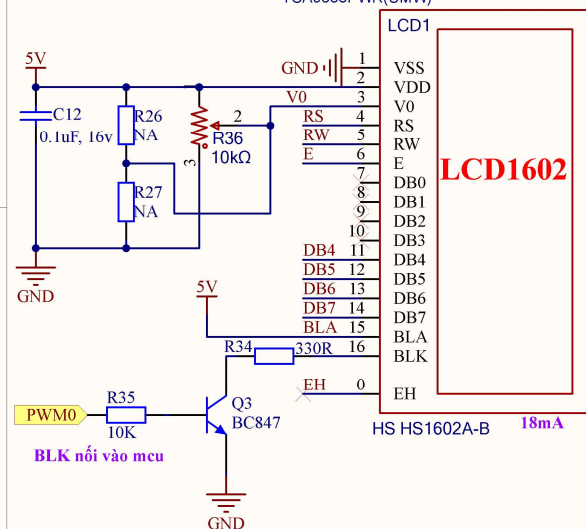 LCD1
5V
GND
1
VSS
2
VDD
V0
3
V0
C12
0.1uF, 16v
R26
NA
2
R36
10kΩ
3
RS
4
RS
RW
5
RW
E
6
E
LCD1602
7
DB0
8
DB1
9
DB2
10
DB3
R27
NA
DB4
11
DB4
DB5
12
DB5
DB6
13
DB6
DB7
14
DB7
GND
5V
BLA
15
BLA
R34
330R
16
BLK
EH
0
EH
R35
PWM0
10K
Q3
BC847
HS HS1602A-B
18mA
BLK nối vào mcu
GND